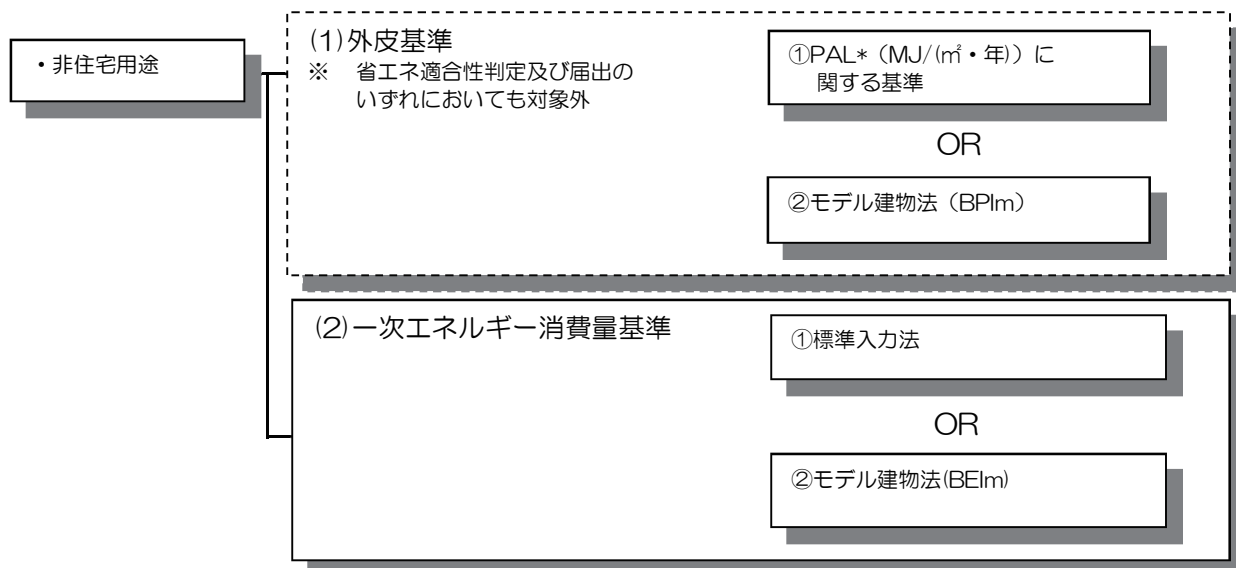 ・非住宅用途
(1)外皮基準
※ 省エネ適合性判定及び届出の
いずれにおいても対象外
①PAL*（MJ/(㎡・年)）に
関する基準
OR
②モデル建物法（BPIm）
(2)一次エネルギー消費量基準
①標準入力法
OR
②モデル建物法(BEIm)